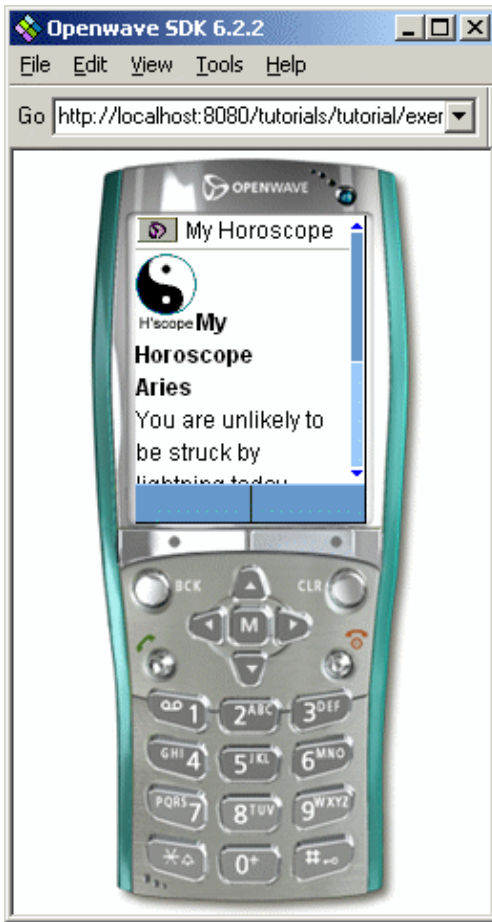 Openwave SDK 6.2.2
File Edit View Tools Help
Go http://localhost:8080/tutorials/tutorial/exer
OPENWAVE
My Horoscope
H'scope My
Horoscope
Aries
You are unlikely to
be struck by
lightning today
BCK CLR
M
1 2ABC 3DEF
GHI4 5JKL 6MNO
PQRS7 8TUV 9WXYZ
* 0+ #